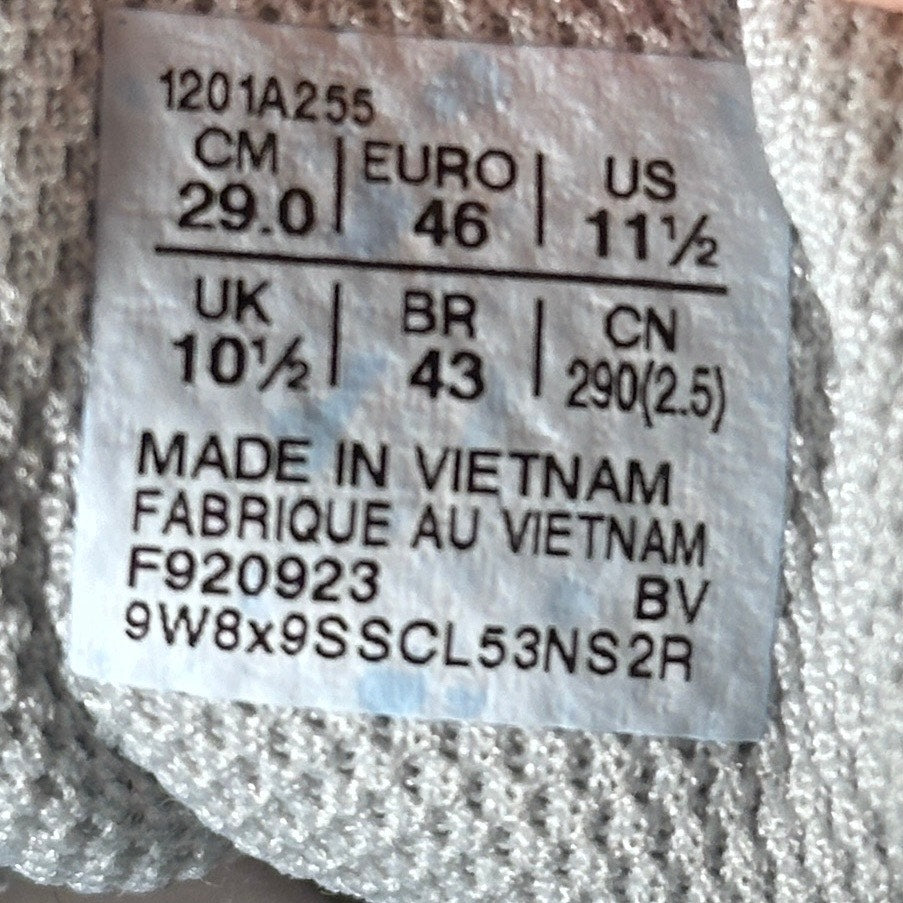 1201A255
CM | EURO | US
29.0 | 46 | 11½
UK | BR | CN
10½ | 43 | 290(2.5)
MADE IN VIETNAM
FABRIQUE AU VIETNAM
F920923 BV
9W8x9SSCL53NS2R